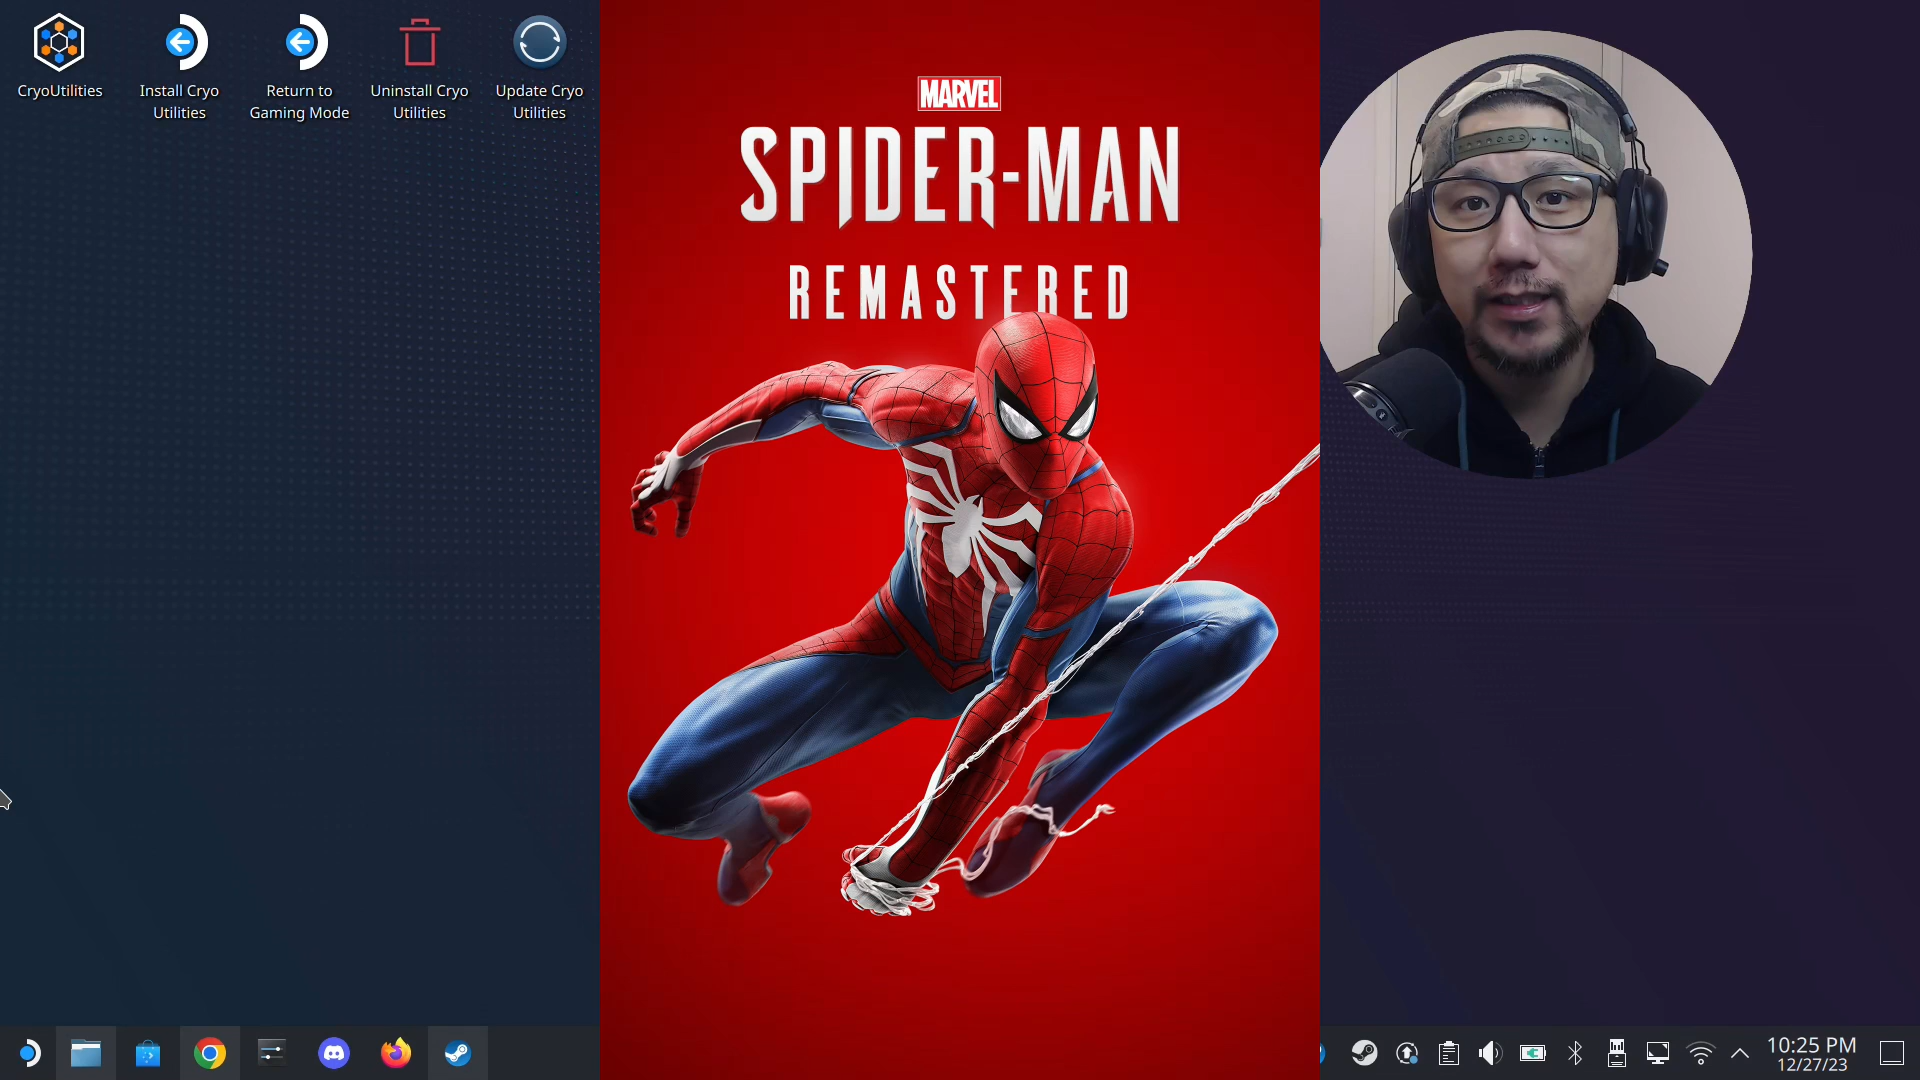 CryoUtilities
Install Cryo
Utilities
Return to
Gaming Mode
Uninstall Cryo
Utilities
Update Cryo
Utilities
MARVEL
SPIDER-MAN
REMASTERED
10:25 PM
12/27/23